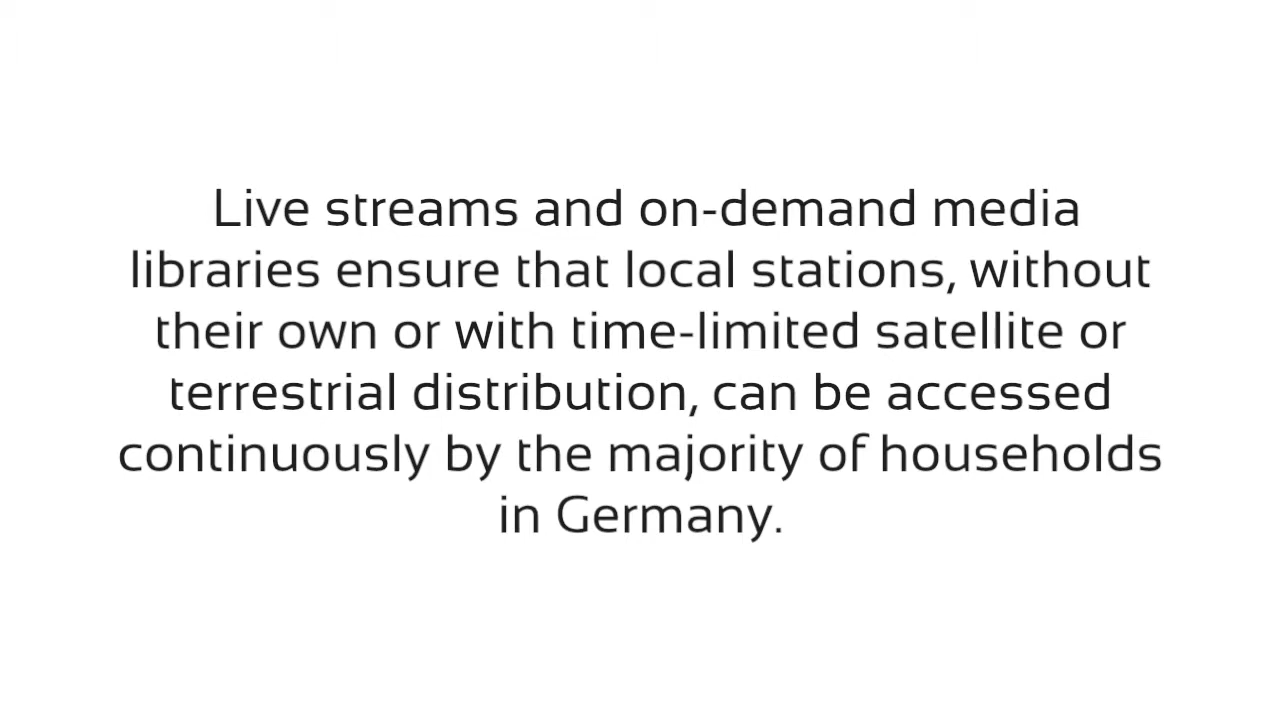 Live streams and on-demand media
libraries ensure that local stations, without
their own or with time-limited satellite or
terrestrial distribution, can be accessed
continuously by the majority of households
in Germany.